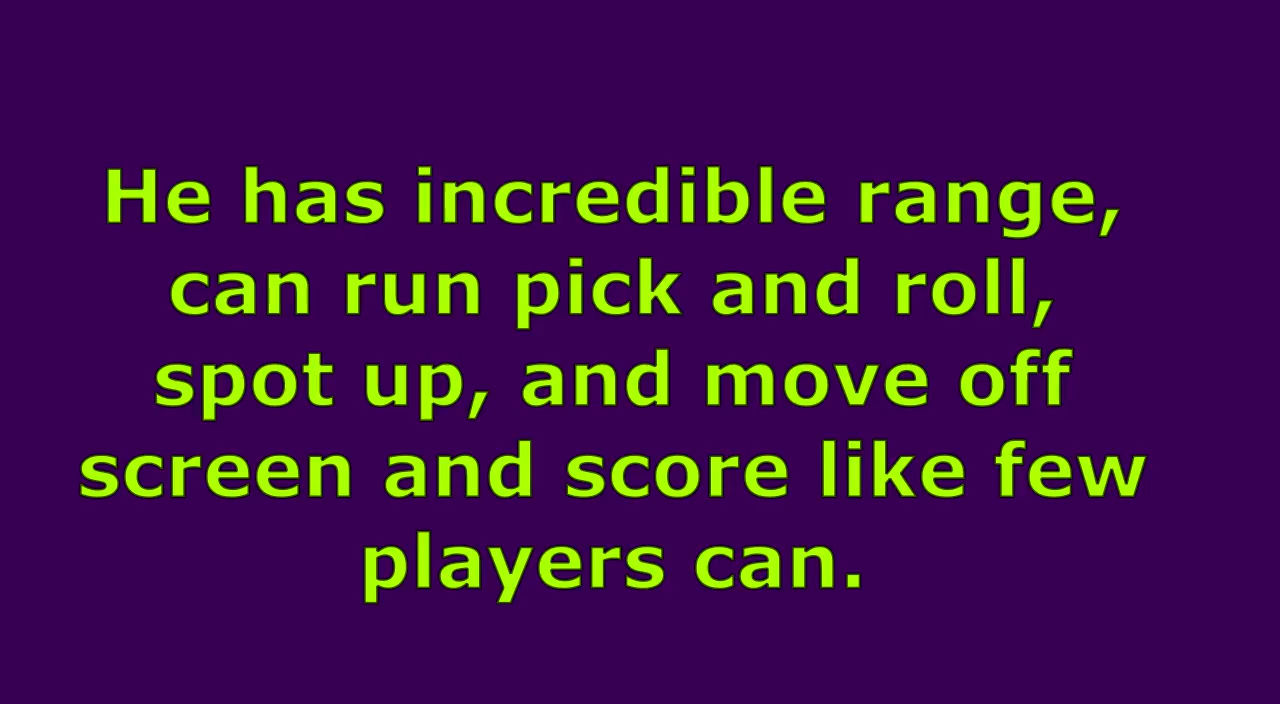 He has incredible range,
can run pick and roll,
spot up, and move off
screen and score like few
players can.